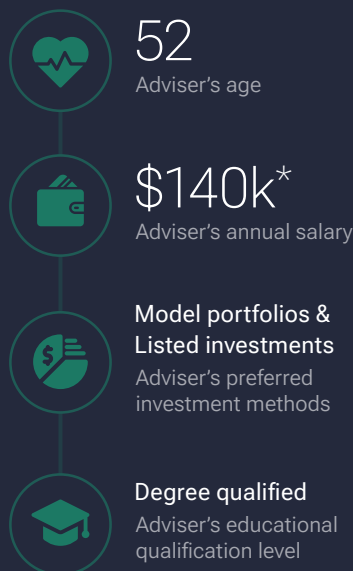 52
Adviser’s age
$140k*
Adviser’s annual salary
Model portfolios &
Listed investments
Adviser’s preferred
investment methods
Degree qualified
Adviser’s educational
qualification level
$